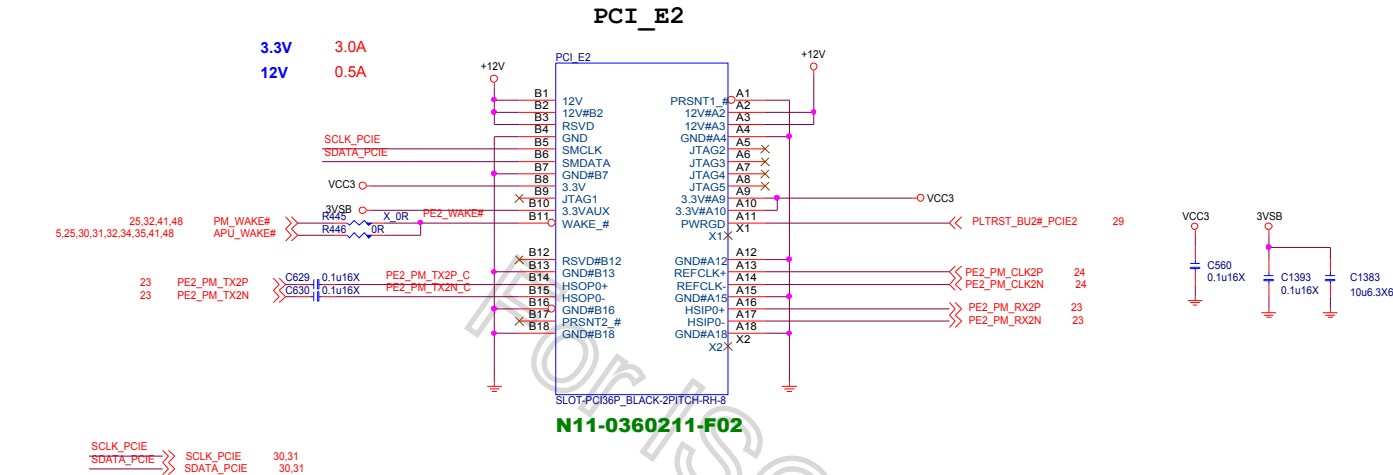 PCI_E2
3.3V 3.0A
12V 0.5A
PCI_E2
+12V
+12V
B1 12V PRSNT1_# A1
B2 12V#B2 12V#A2 A2
B3 RSVD 12V#A3 A3
B4 GND GND#A4 A4
SCLK_PCIE B5 SMCLK JTAG2 A5
SDATA_PCIE B6 SMDATA JTAG3 A6
B7 GND#B7 JTAG4 A7
VCC3 B8 3.3V JTAG5 A8
B9 JTAG1 3.3V#A9 A9 VCC3
3VSB B10 3.3VAUX 3.3V#A10 A10
25,32,41,48 PM_WAKE# R445 X_0R PE2_WAKE# B11 WAKE_# PWRGD A11 PLTRST_BU2#_PCIE2 29
5,25,30,31,32,34,35,41,48 APU_WAKE# R446 0R X1 X1
B12 RSVD#B12 GND#A12 A12
B13 GND#B13 REFCLK+ A13 PE2_PM_CLK2P 24
23 PE2_PM_TX2P C629 0.1u16X PE2_PM_TX2P_C B14 HSOP0+ REFCLK- A14 PE2_PM_CLK2N 24
23 PE2_PM_TX2N C630 0.1u16X PE2_PM_TX2N_C B15 HSOP0- GND#A15 A15
B16 GND#B16 HSIP0+ A16 PE2_PM_RX2P 23
B17 PRSNT2_# HSIP0- A17 PE2_PM_RX2N 23
B18 GND#B18 GND#A18 A18
X2 X2
VCC3 3VSB
C560 C1393 C1383
0.1u16X 0.1u16X 10u6.3X6
SLOT-PCI36P_BLACK-2PITCH-RH-8
N11-0360211-F02
SCLK_PCIE SCLK_PCIE 30,31
SDATA_PCIE SDATA_PCIE 30,31
For